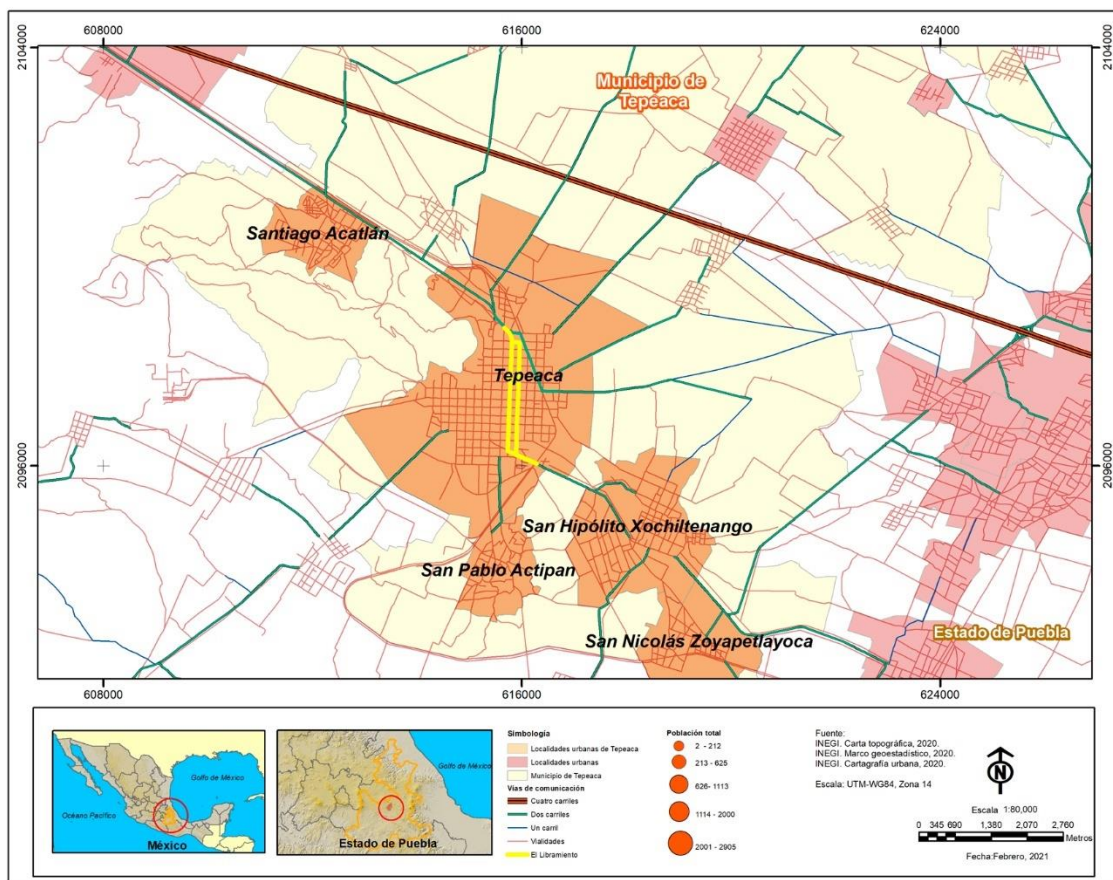 608000
616000
624000
2104000
2104000
Municipio de
Tepeaca
Santiago Acatlán
Tepeaca
2096000
2096000
San Hipólito Xochiltenango
San Pablo Actipan
San Nicolás Zoyapetlayoca
Estado de Puebla
608000
616000
624000
Golfo de México
Océano Pacífico
México
Golfo de México
Estado de Puebla
Simbología
Localidades urbanas de Tepeaca
Localidades urbanas
Municipio de Tepeaca
Vías de comunicación
Cuatro carriles
Dos carriles
Un carril
Vialidades
El Libramiento
Población total
2 - 212
213 - 625
626- 1113
1114 - 2000
2001 - 2905
Fuente:
INEGI. Carta topográfica, 2020.
INEGI. Marco geoestadístico, 2020.
INEGI. Cartografía urbana, 2020.
Escala: UTM-WG84, Zona 14
N
Escala 1:80,000
0 345 690 1,380 2,070 2,760
Metros
Fecha:Febrero, 2021